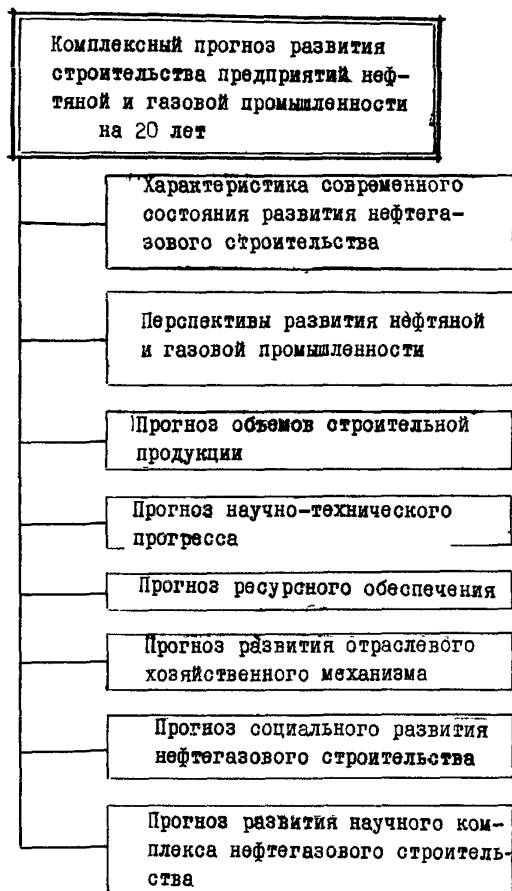 Комплексный прогноз развития
строительства предприятий неф-
тяной и газовой промышленности
на 20 лет
Характеристика современного
состояния развития нефтега-
зового строительства
Перспективы развития нефтяной
и газовой промышленности
Прогноз объемов строительной
продукции
Прогноз научно-технического
прогресса
Прогноз ресурсного обеспечения
Прогноз развития отраслевого
хозяйственного механизма
Прогноз социального развития
нефтегазового строительства
Прогноз развития научного ком-
плекса нефтегазового строитель-
ства